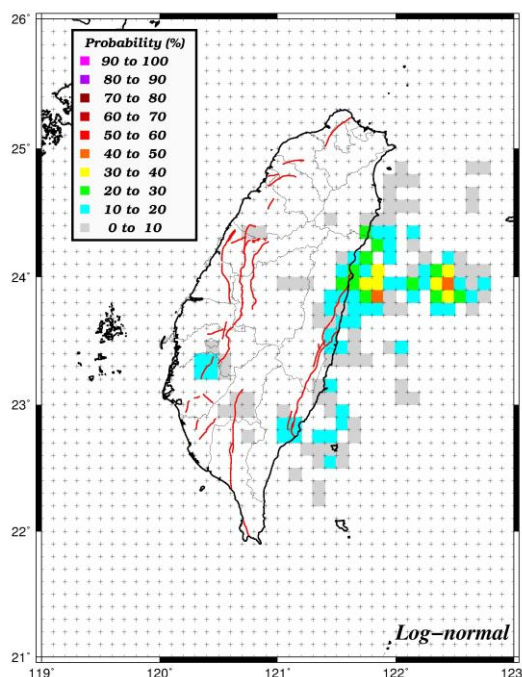 26°
Probability (%)
90 to 100
80 to 90
70 to 80
60 to 70
50 to 60
40 to 50
30 to 40
20 to 30
10 to 20
0 to 10
25°
24°
23°
22°
Log-normal
21°
119° 120° 121° 122° 123